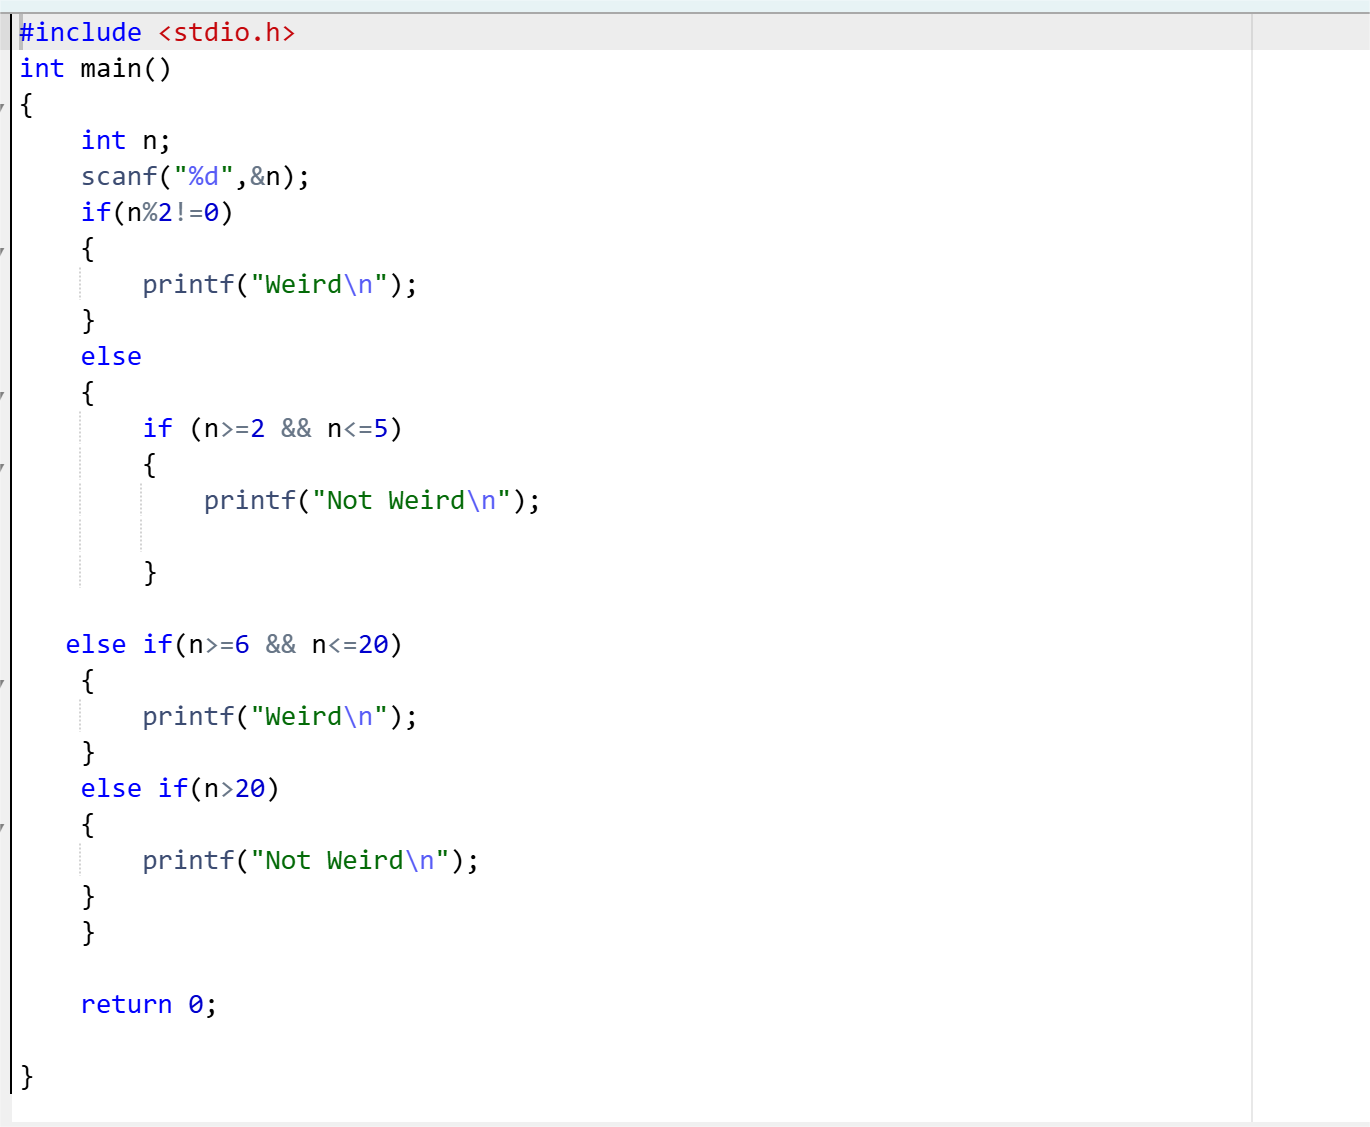 #include <stdio.h>
int main()
{
    int n;
    scanf("%d",&n);
    if(n%2!=0)
    {
        printf("Weird\n");
    }
    else
    {
        if (n>=2 && n<=5)
        {
            printf("Not Weird\n");

        }

   else if(n>=6 && n<=20)
    {
        printf("Weird\n");
    }
    else if(n>20)
    {
        printf("Not Weird\n");
    }
    }

    return 0;

}